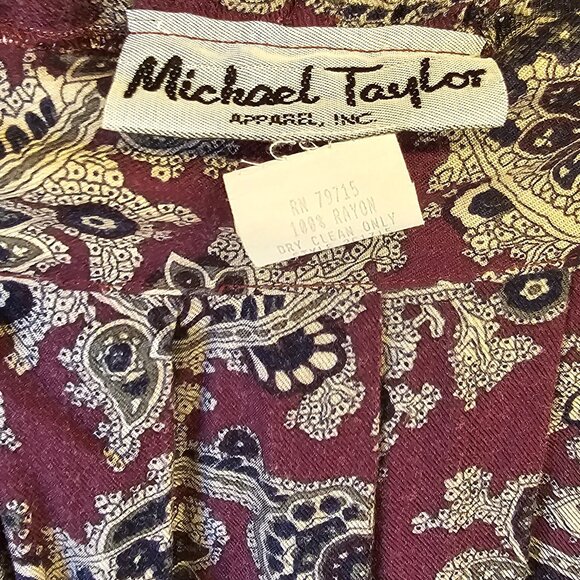 Michael Taylor
APPAREL, INC.
RN 79715
100% RAYON
DRY CLEAN ONLY